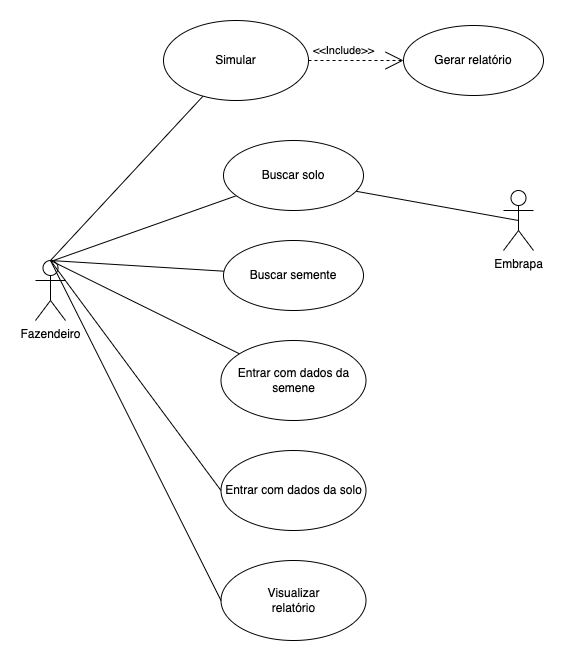 Simular
<<Include>>
Gerar relatório
Buscar solo
Embrapa
Buscar semente
Fazendeiro
Entrar com dados da
semene
Entrar com dados da solo
Visualizar
relatório